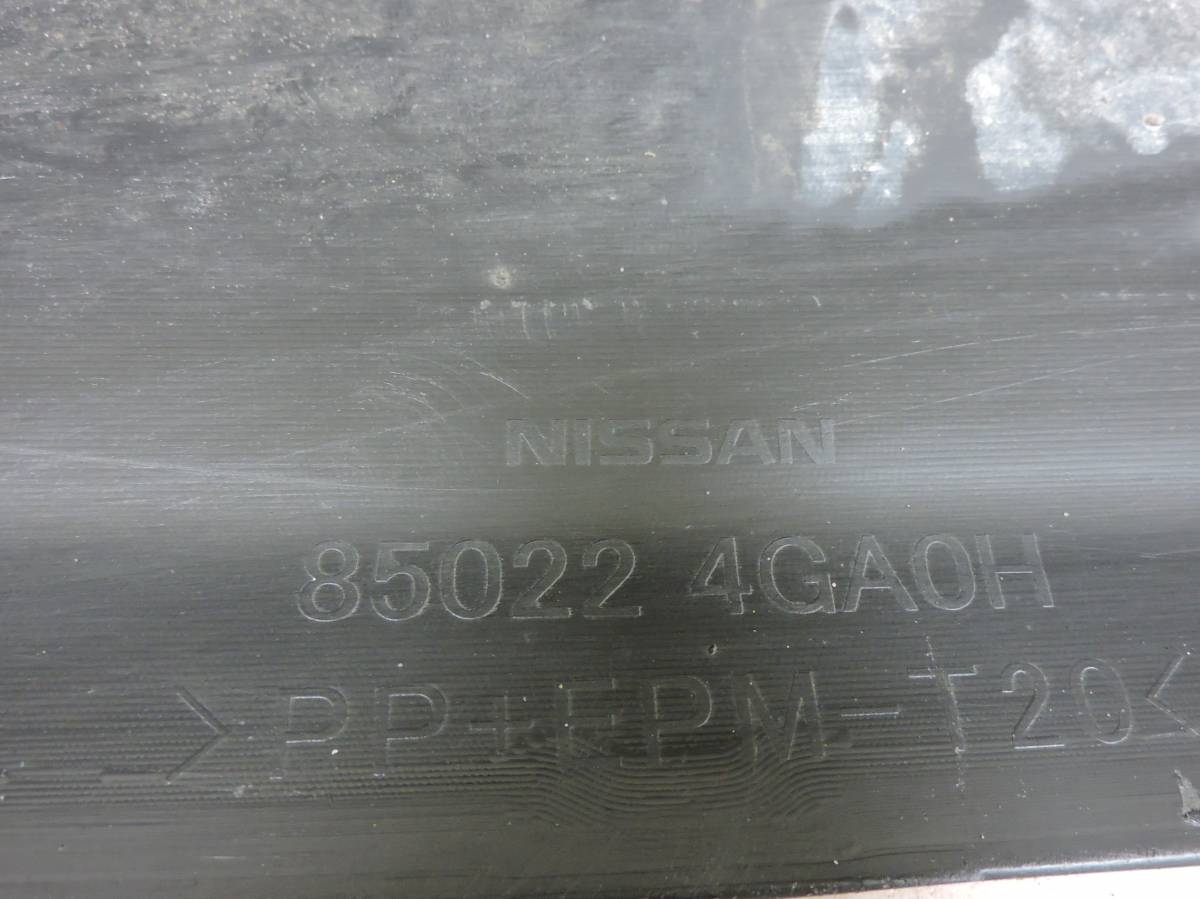 NISSAN
85022 4GA0H
>PP+EPM-T20<